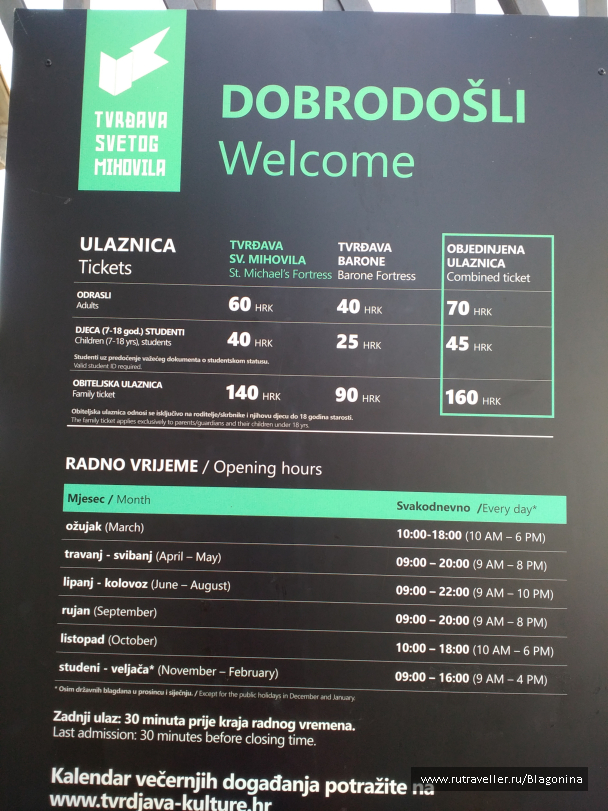 TVRĐAVA
SVETOG
MIHOVILA
DOBRODOŠLI
Welcome
ULAZNICA
Tickets
TVRĐAVA
SV. MIHOVILA
St. Michael's Fortress
TVRĐAVA
BARONE
Barone Fortress
OBJEDINJENA
ULAZNICA
Combined ticket
ODRASLI
Adults
60 HRK 40 HRK 70 HRK
DJECA (7-18 god.) STUDENTI
Children (7-18 yrs), students
40 HRK 25 HRK 45 HRK
Studenti uz predočenje važećeg dokumenta o studentskom statusu.
Valid student ID required.
OBITELJSKA ULAZNICA
Family ticket
140 HRK 90 HRK 160 HRK
Obiteljska ulaznica odnosi se isključivo na roditelje/skrbnike i njihovu djecu do 18 godina starosti.
The family ticket applies exclusively to parents/guardians and their children under 18 yrs.
RADNO VRIJEME / Opening hours
Mjesec / Month Svakodnevno /Every day*
ožujak (March) 10:00-18:00 (10 AM – 6 PM)
travanj - svibanj (April – May) 09:00 – 20:00 (9 AM – 8 PM)
lipanj - kolovoz (June – August) 09:00 – 22:00 (9 AM – 10 PM)
rujan (September) 09:00 – 20:00 (9 AM – 8 PM)
listopad (October) 10:00 – 18:00 (10 AM – 6 PM)
studeni - veljača* (November – February) 09:00 – 16:00 (9 AM – 4 PM)
* Osim državnih blagdana u prosincu i siječnju. / Except for the public holidays in December and January.
Zadnji ulaz: 30 minuta prije kraja radnog vremena.
Last admission: 30 minutes before closing time.
Kalendar večernjih događanja potražite na
www.tvrdjava-kulture.hr
www.rutraveller.ru/Blagonina